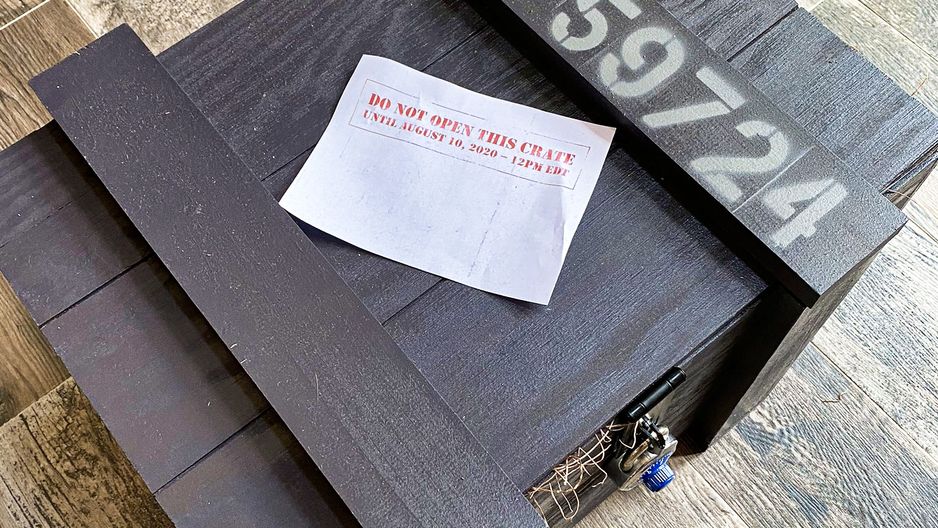 DO NOT OPEN THIS CRATE
UNTIL AUGUST 10, 2020 – 12PM EDT
59724